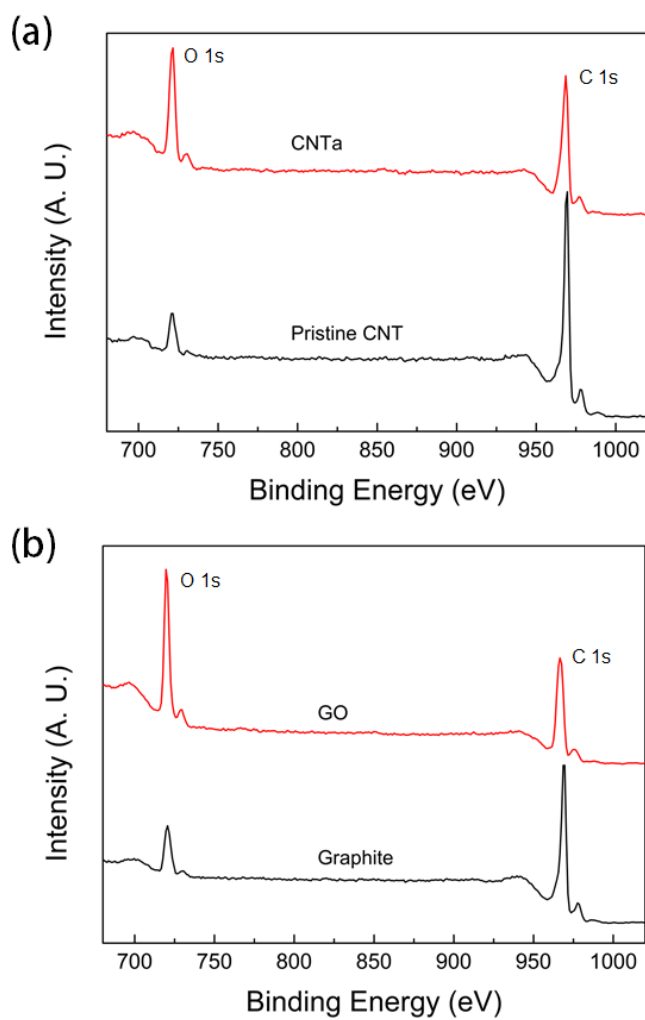 (a)
O 1s
C 1s
CNTa
Pristine CNT
Intensity (A. U.)
700 750 800 850 900 950 1000
Binding Energy (eV)
(b)
O 1s
C 1s
GO
Graphite
Intensity (A. U.)
700 750 800 850 900 950 1000
Binding Energy (eV)